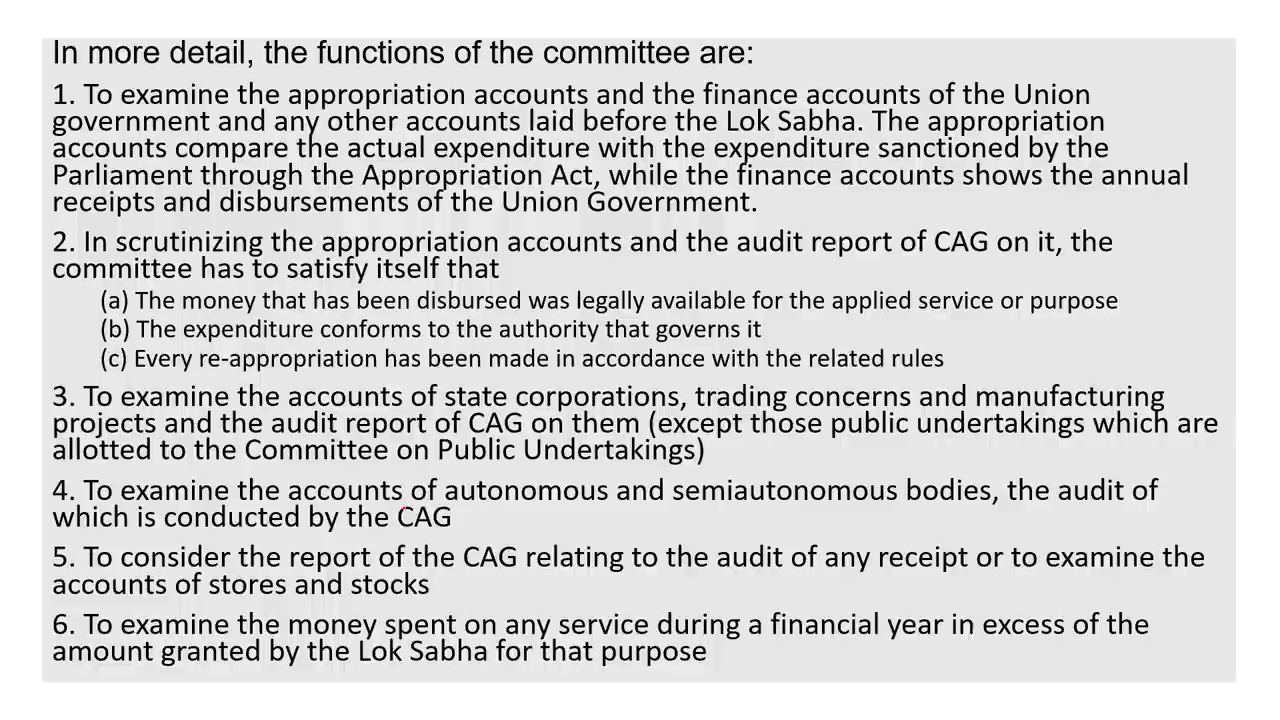 In more detail, the functions of the committee are:
1. To examine the appropriation accounts and the finance accounts of the Union
government and any other accounts laid before the Lok Sabha. The appropriation
accounts compare the actual expenditure with the expenditure sanctioned by the
Parliament through the Appropriation Act, while the finance accounts shows the annual
receipts and disbursements of the Union Government.
2. In scrutinizing the appropriation accounts and the audit report of CAG on it, the
committee has to satisfy itself that
(a) The money that has been disbursed was legally available for the applied service or purpose
(b) The expenditure conforms to the authority that governs it
(c) Every re-appropriation has been made in accordance with the related rules
3. To examine the accounts of state corporations, trading concerns and manufacturing
projects and the audit report of CAG on them (except those public undertakings which are
allotted to the Committee on Public Undertakings)
4. To examine the accounts of autonomous and semiautonomous bodies, the audit of
which is conducted by the CAG
5. To consider the report of the CAG relating to the audit of any receipt or to examine the
accounts of stores and stocks
6. To examine the money spent on any service during a financial year in excess of the
amount granted by the Lok Sabha for that purpose